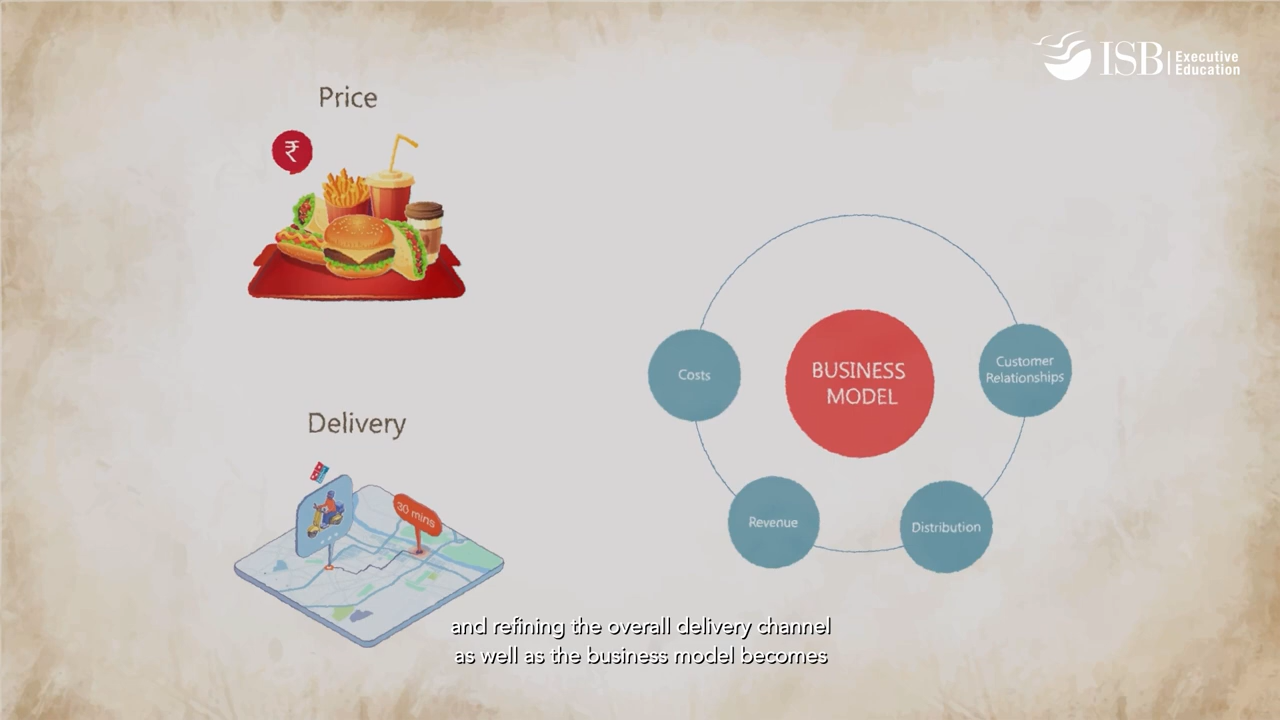 ISB | Executive
Education
Price
₹
Delivery
30 mins
BUSINESS
MODEL
Costs
Customer
Relationships
Revenue
Distribution
and refining the overall delivery channel
as well as the business model becomes